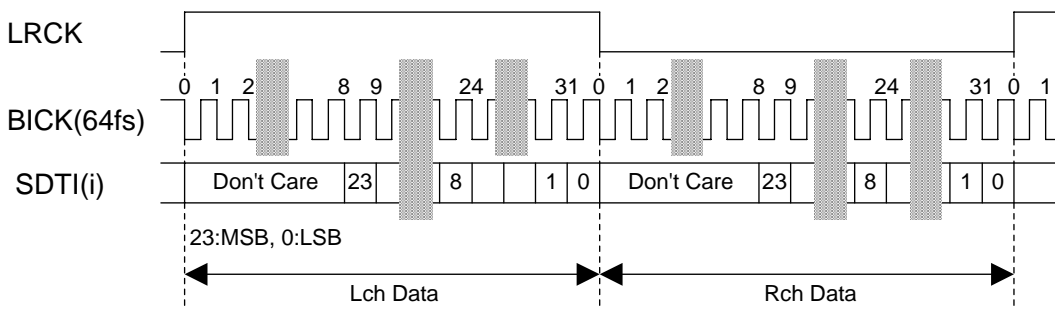 LRCK
0 1 2 8 9 24 31 0 1 2 8 9 24 31 0 1
BICK(64fs)
SDTI(i) Don't Care 23 8 1 0 Don't Care 23 8 1 0
23:MSB, 0:LSB
Lch Data Rch Data